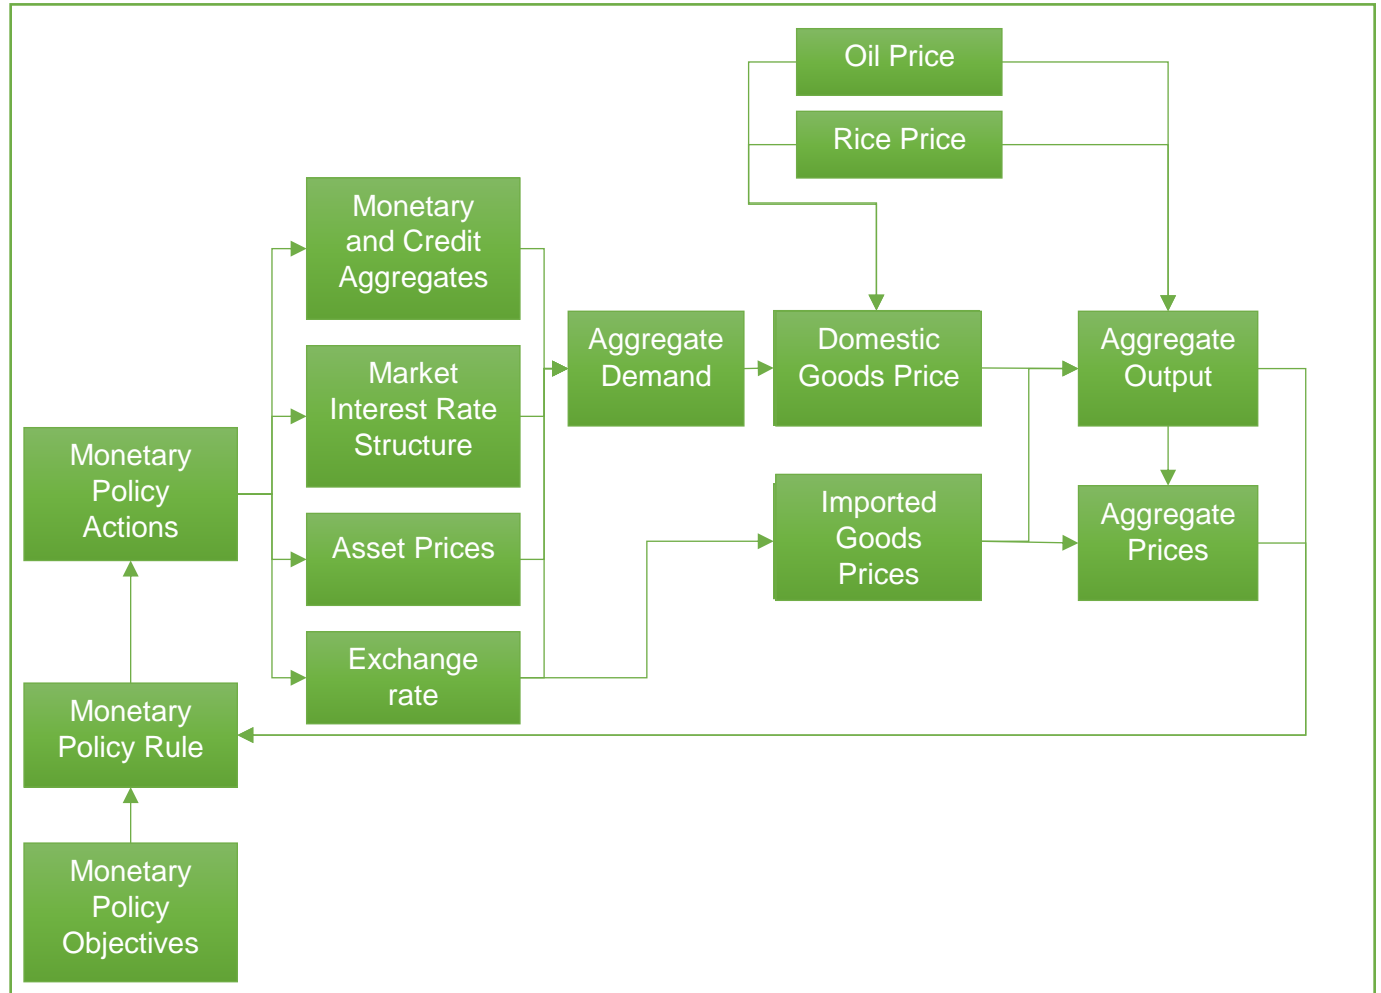 Oil Price
Rice Price
Monetary
and Credit
Aggregates
Aggregate
Demand
Domestic
Goods Price
Aggregate
Output
Market
Interest Rate
Structure
Monetary
Policy
Actions
Imported
Goods
Prices
Aggregate
Prices
Asset Prices
Exchange
rate
Monetary
Policy Rule
Monetary
Policy
Objectives